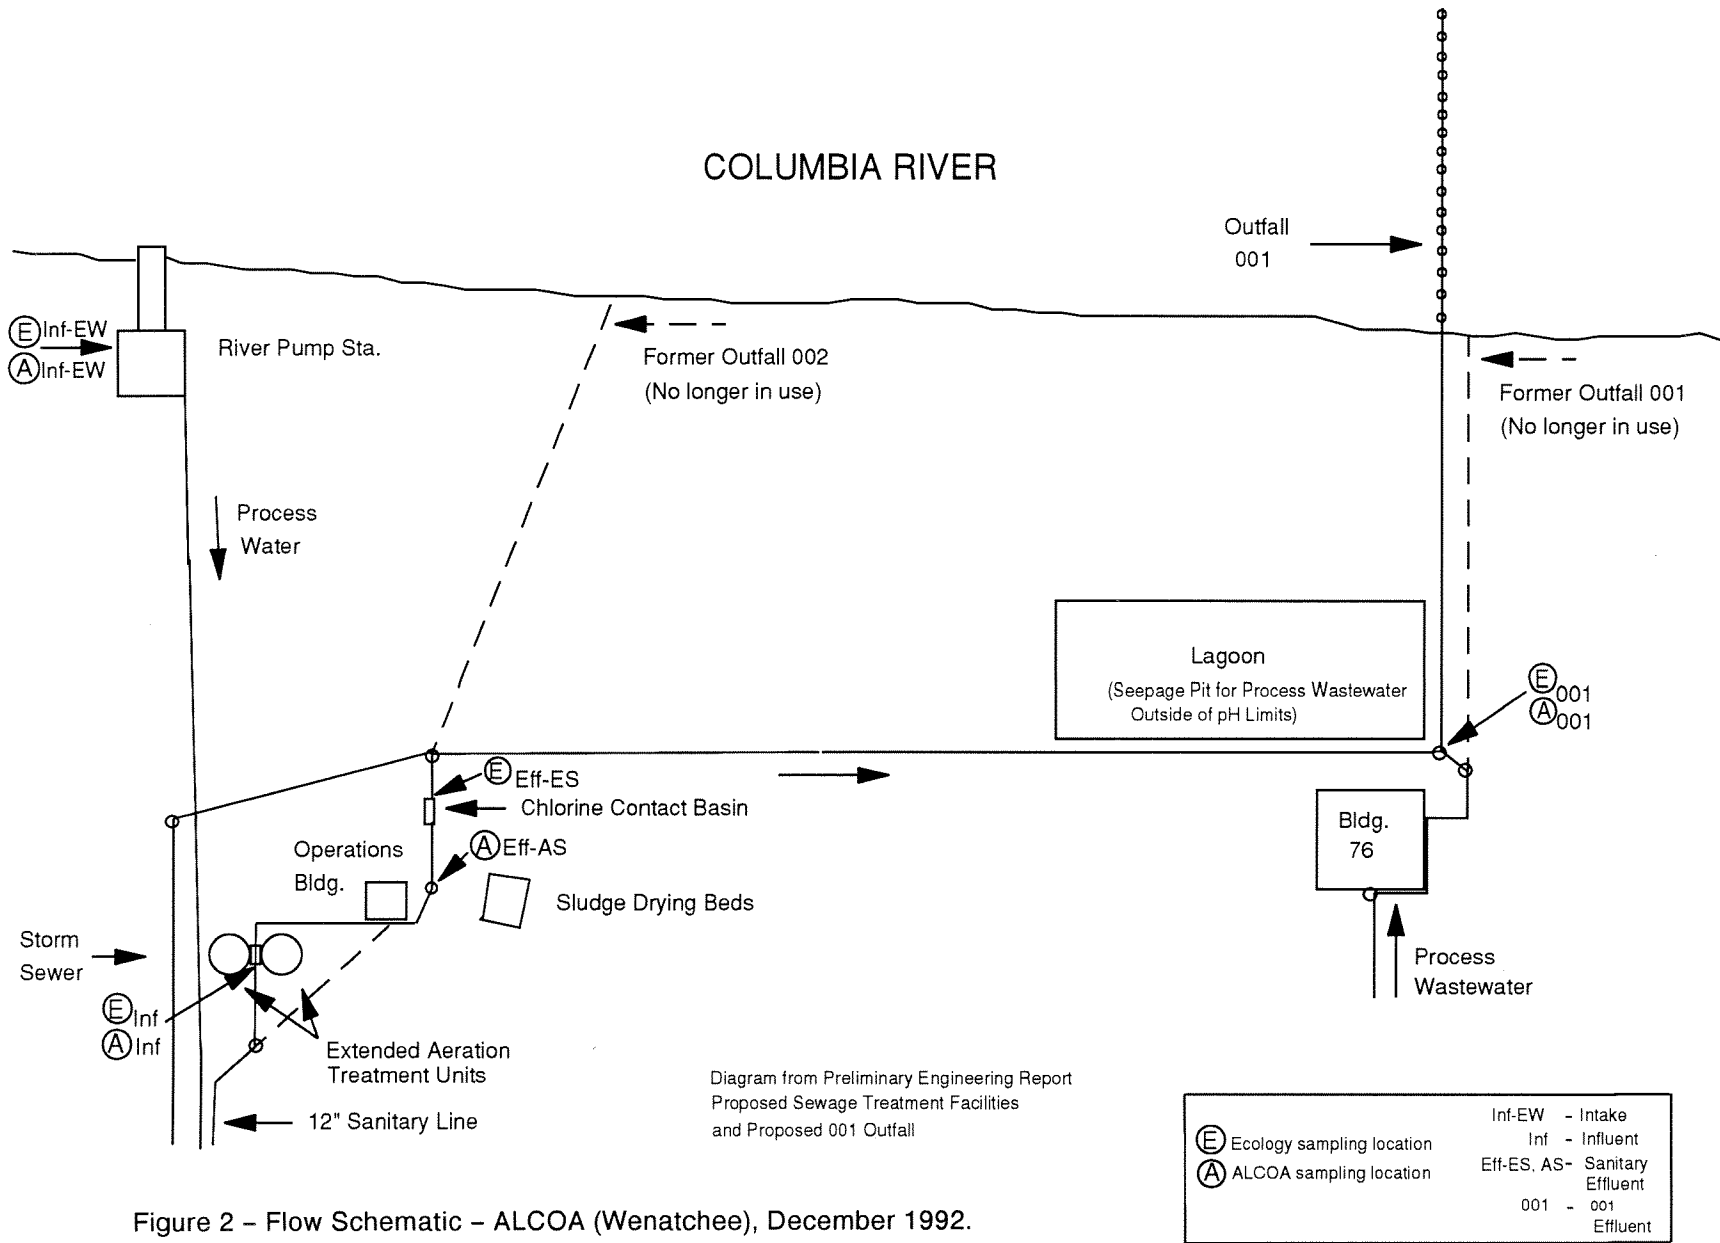 COLUMBIA RIVER
Outfall
001
E Inf-EW
A Inf-EW
River Pump Sta.
Former Outfall 002
(No longer in use)
Former Outfall 001
(No longer in use)
Process
Water
Lagoon
(Seepage Pit for Process Wastewater
Outside of pH Limits)
E 001
A 001
E Eff-ES
Chlorine Contact Basin
A Eff-AS
Operations
Bldg.
Sludge Drying Beds
Bldg.
76
Storm
Sewer
Process
Wastewater
E Inf
A Inf
Extended Aeration
Treatment Units
12" Sanitary Line
Diagram from Preliminary Engineering Report
Proposed Sewage Treatment Facilities
and Proposed 001 Outfall
E Ecology sampling location
A ALCOA sampling location
Inf-EW - Intake
Inf - Influent
Eff-ES, AS- Sanitary
Effluent
001 - 001
Effluent
Figure 2 – Flow Schematic – ALCOA (Wenatchee), December 1992.